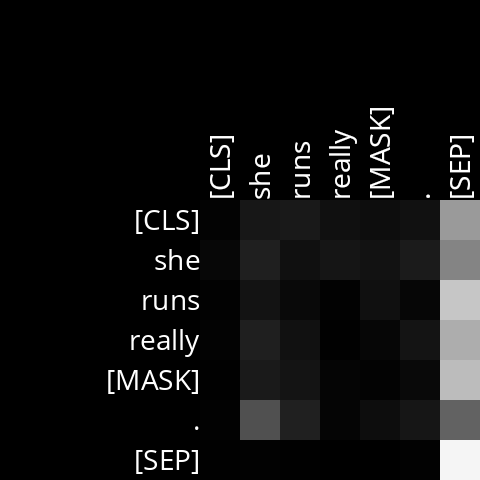 [CLS] she runs really [MASK] . [SEP]
[CLS]
she
runs
really
[MASK]
.
[SEP]